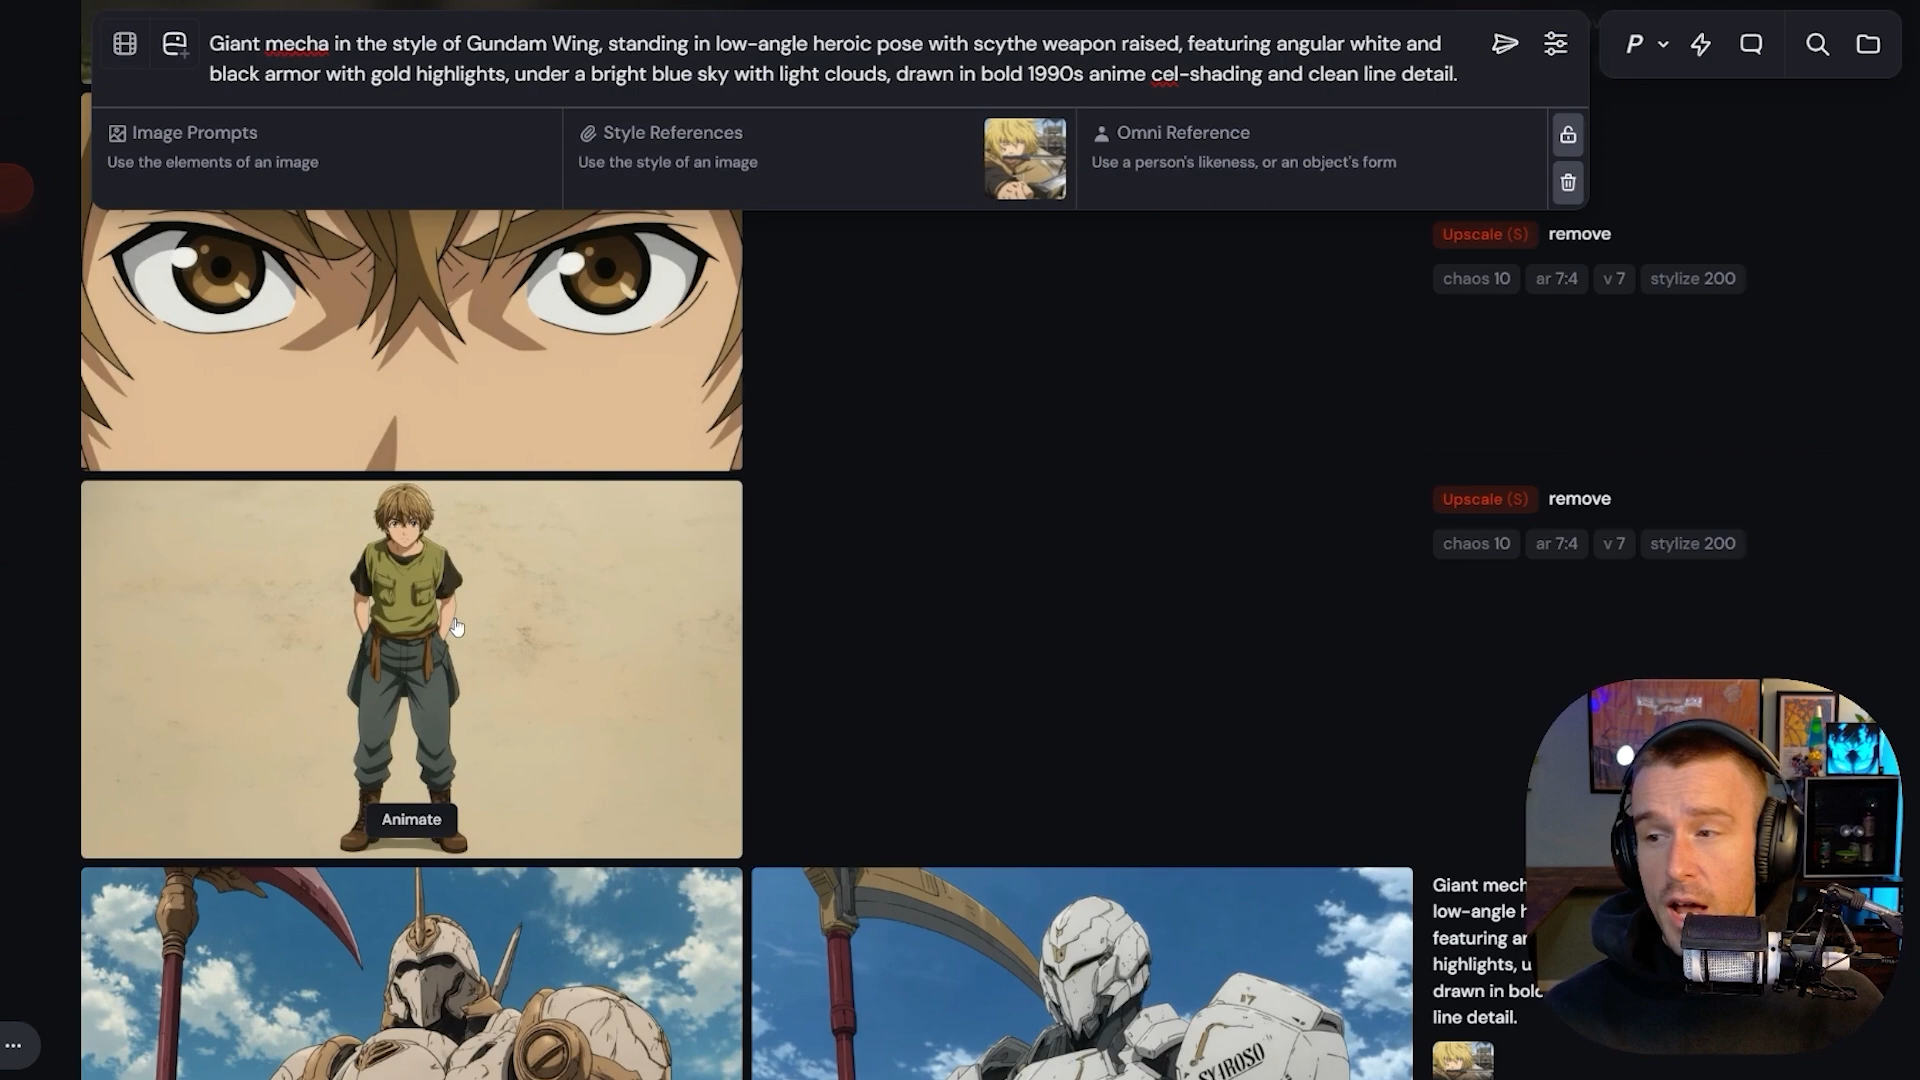 Giant mecha in the style of Gundam Wing, standing in low-angle heroic pose with scythe weapon raised, featuring angular white and
black armor with gold highlights, under a bright blue sky with light clouds, drawn in bold 1990s anime cel-shading and clean line detail.
Image Prompts
Use the elements of an image
Style References
Use the style of an image
Omni Reference
Use a person's likeness, or an object's form
Upscale (S) remove
chaos 10 ar 7:4 v 7 stylize 200
Upscale (S) remove
chaos 10 ar 7:4 v 7 stylize 200
Animate
Giant mech
low-angle h
featuring ar
highlights, u
drawn in bold
line detail.
17